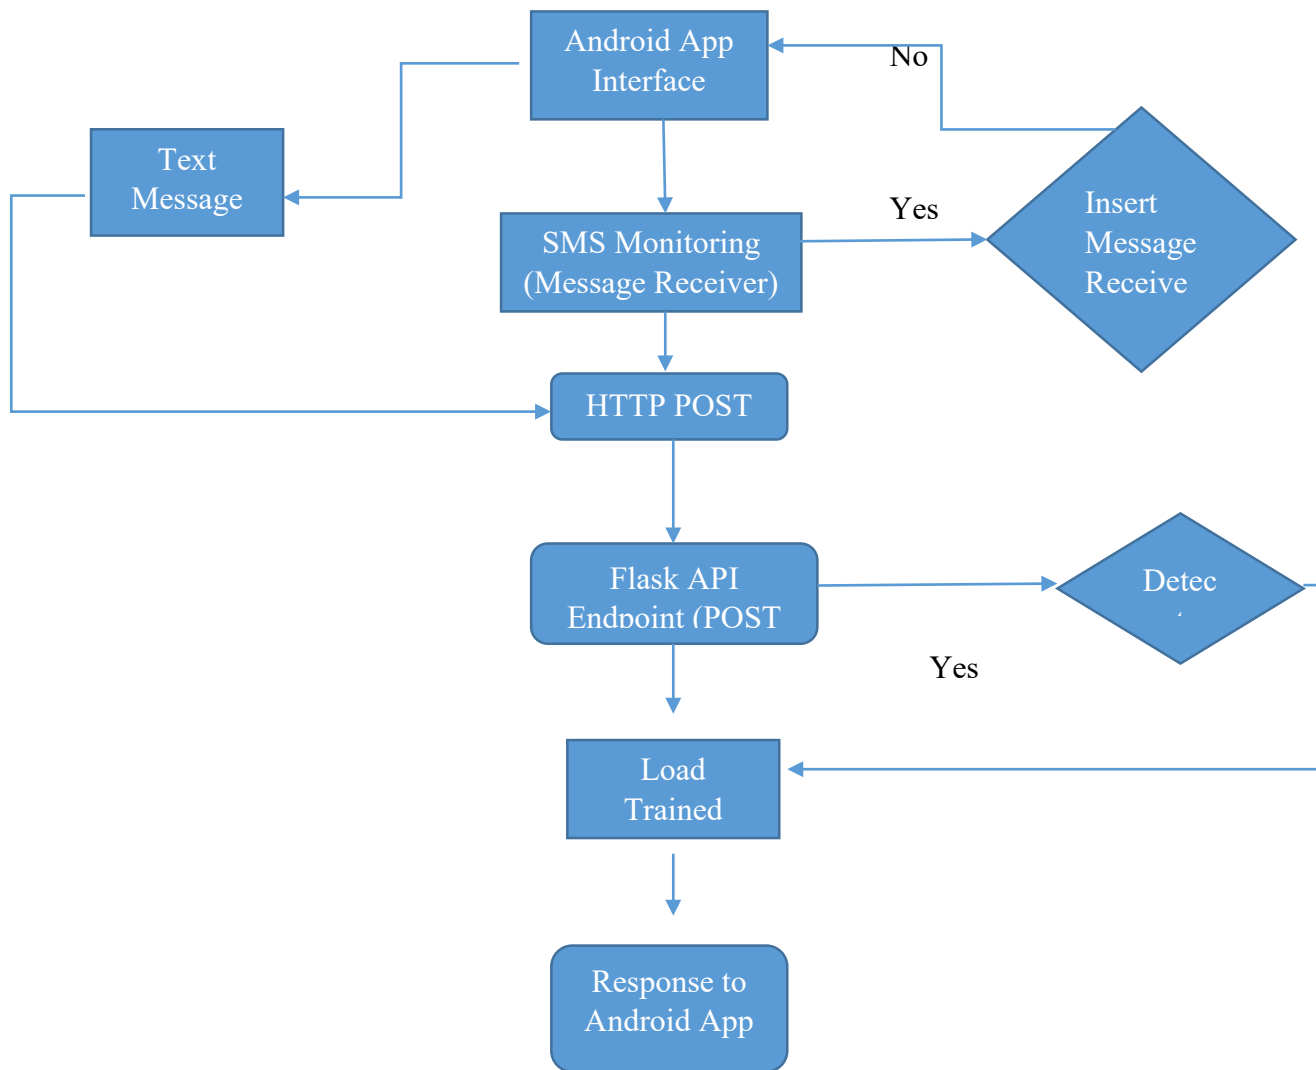 Android App
Interface
No
Text
Message
Yes
Insert
Message
Receive
SMS Monitoring
(Message Receiver)
HTTP POST
Flask API
Endpoint (POST
Detec
Yes
Load
Trained
Response to
Android App